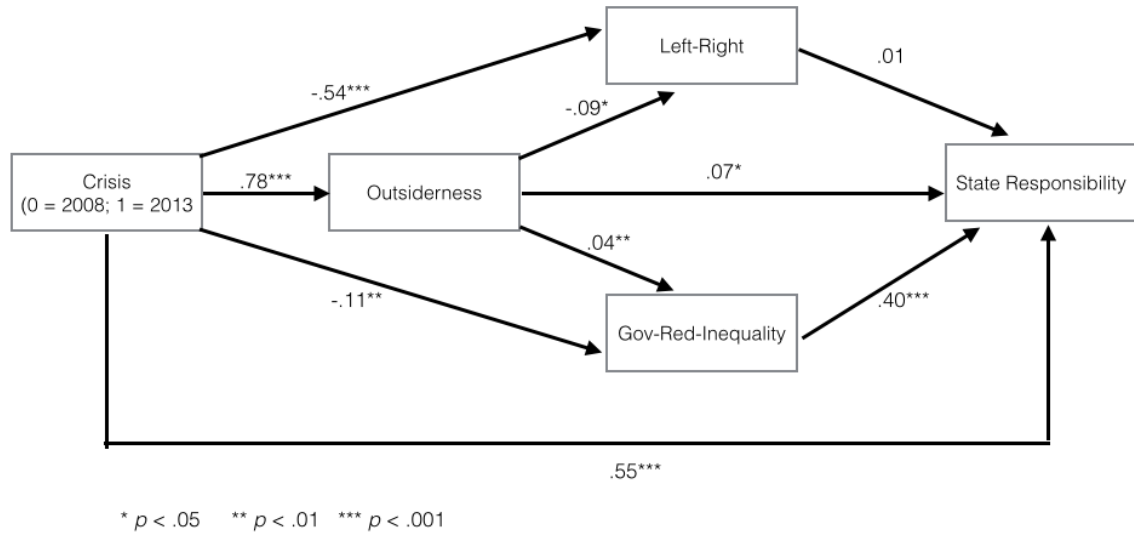 Left-Right
.01
-.54***
-.09*
Crisis
(0 = 2008; 1 = 2013
.78***
Outsiderness
.07*
State Responsibility
.04**
-.11**
Gov-Red-Inequality
.40***
.55***
* p < .05 ** p < .01 *** p < .001